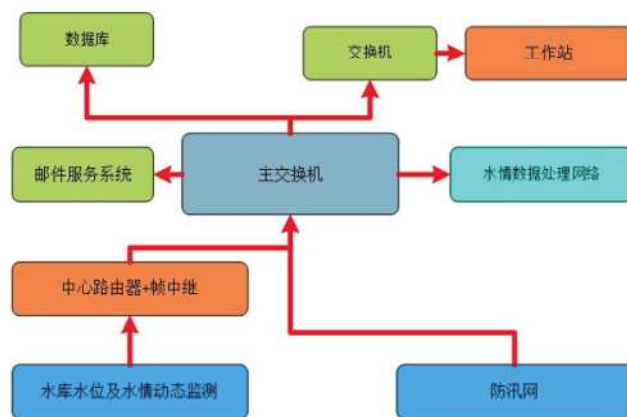 数据库
交换机
工作站
邮件服务系统
主交换机
水情数据处理网络
中心路由器+帧中继
水库水位及水情动态监测
防汛网